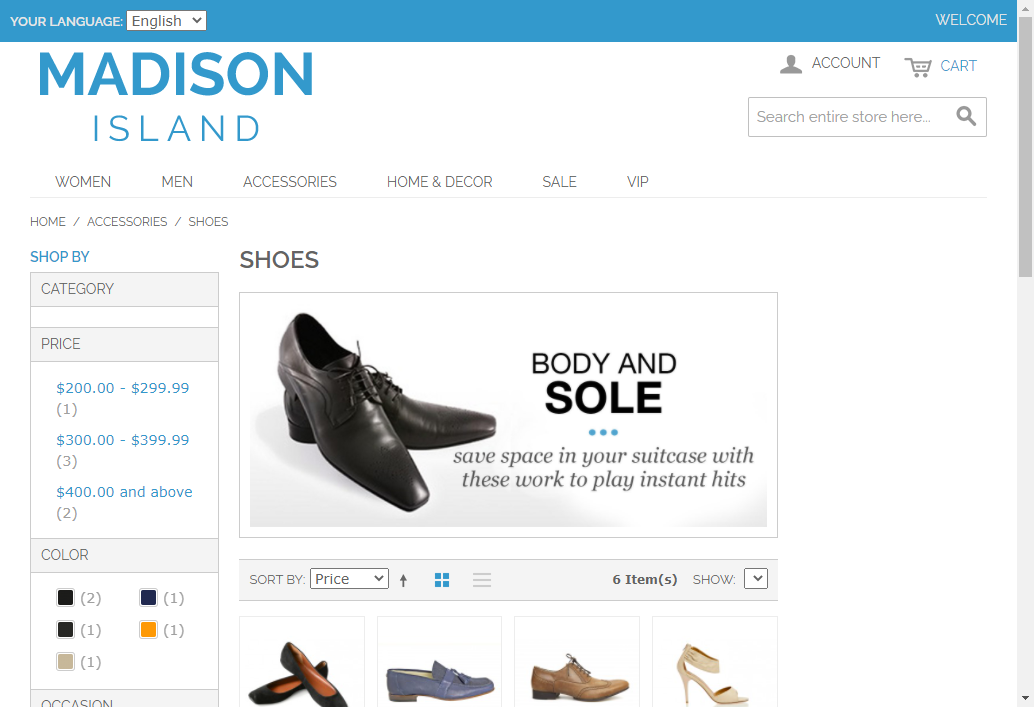 YOUR LANGUAGE: English
WELCOME
MADISON
ISLAND
ACCOUNT
CART
Search entire store here...
WOMEN MEN ACCESSORIES HOME & DECOR SALE VIP
HOME / ACCESSORIES / SHOES
SHOP BY
CATEGORY
PRICE
$200.00 - $299.99
(1)
$300.00 - $399.99
(3)
$400.00 and above
(2)
COLOR
(2) (1)
(1) (1)
(1)
OCCASION
SHOES
BODY AND
SOLE
save space in your suitcase with
these work to play instant hits
SORT BY: Price 6 Item(s) SHOW: